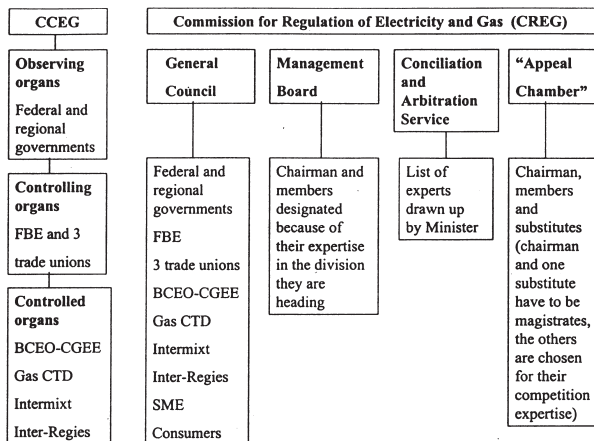 CCEG
Commission for Regulation of Electricity and Gas (CREG)
Observing
organs
Federal and
regional
governments
Controlling
organs
FBE and 3
trade unions
Controlled
organs
BCEO-CGEE
Gas CTD
Intermixt
Inter-Regies
General
Council
Federal and
regional
governments
FBE
3 trade unions
BCEO-CGEE
Gas CTD
Intermixt
Inter-Regies
SME
Consumers
Management
Board
Chairman and
members
designated
because of
their expertise
in the division
they are
heading
Conciliation
and
Arbitration
Service
List of
experts
drawn up
by Minister
“Appeal
Chamber”
Chairman,
members
and
substitutes
(chairman
and one
substitute
have to be
magistrates,
the others
are chosen
for their
competition
expertise)